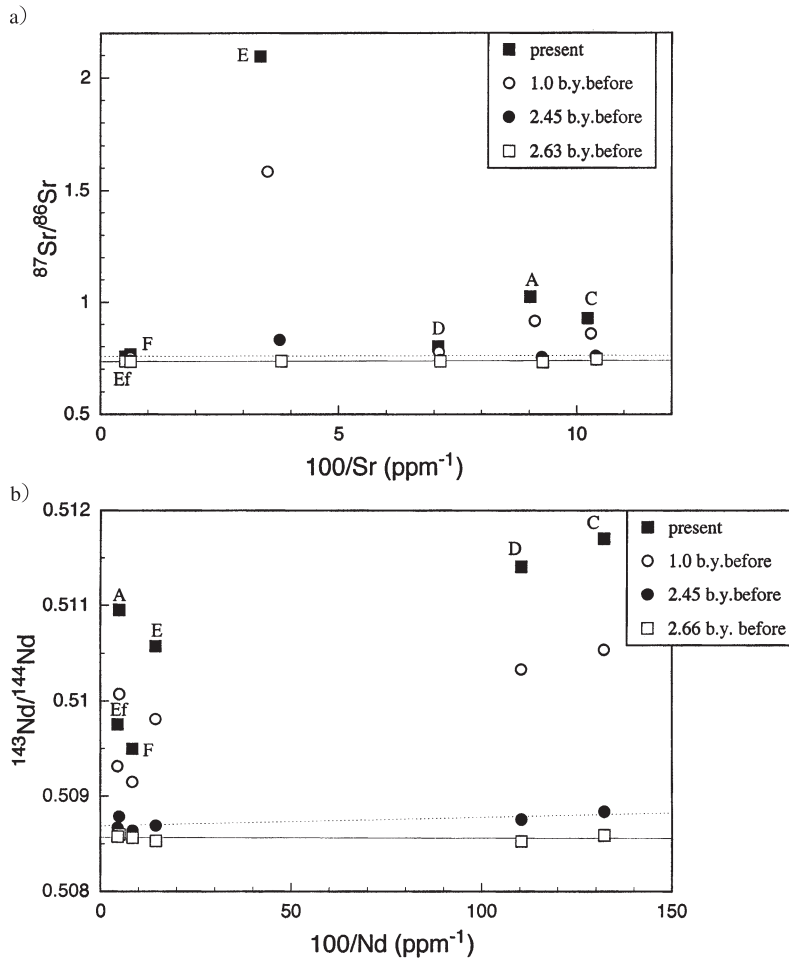 a)
present
1.0 b.y.before
2.45 b.y.before
2.63 b.y.before
2
1.5
1
0.5
87Sr/86Sr
E
A
C
D
F
Ef
0
5
10
100/Sr (ppm-1)
b)
0.512
0.511
0.51
0.509
0.508
143Nd/144Nd
present
1.0 b.y.before
2.45 b.y.before
2.66 b.y. before
C
D
A
E
Ef
F
0
50
100
150
100/Nd (ppm-1)